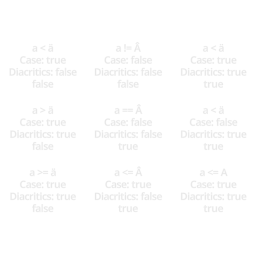 a <
Case: true
Diacritics: false
false
a !=
Case: false
Diacritics: false
false
a <
Case: true
Diacritics: true
true
a >
Case: true
Diacritics: true
false
a ==
Case: false
Diacritics: false
true
a <
Case: false
Diacritics: true
true
a >=
Case: true
Diacritics: true
false
a <=
Case: true
Diacritics: false
true
a <= A
Case: true
Diacritics: true
true